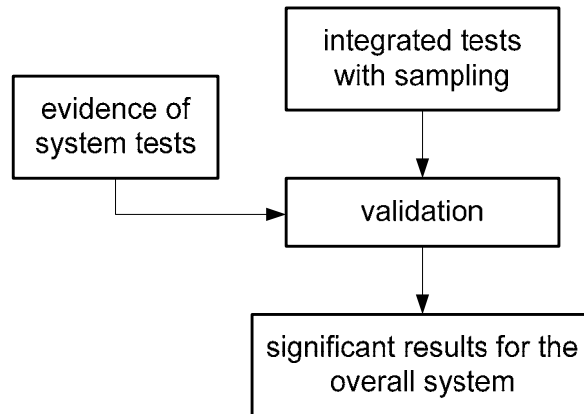 integrated tests
with sampling
evidence of
system tests
validation
significant results for the
overall system